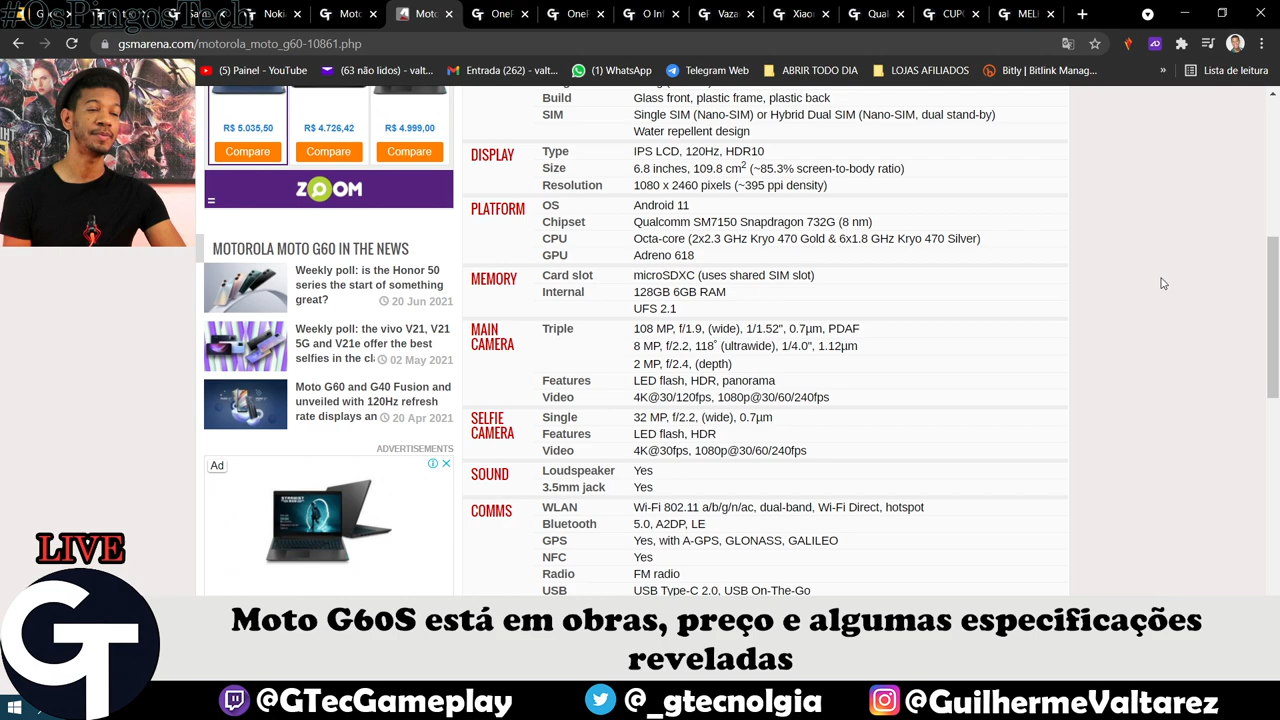 #OsPingosTech
Nokia
Moto
Moto
OneP
OneP
O Inf
Vaza
Xiao
Qua
CUPO
MELH
gsmarena.com/motorola_moto_g60-10861.php
(5) Painel - YouTube
(63 não lidos) - valt...
Entrada (262) - valt...
(1) WhatsApp
Telegram Web
ABRIR TODO DIA
LOJAS AFILIADOS
Bitly | Bitlink Manag...
»
Lista de leitura
R$ 5.035,50 R$ 4.726,42 R$ 4.999,00
Compare Compare Compare
ZOOM
MOTOROLA MOTO G60 IN THE NEWS
Weekly poll: is the Honor 50
series the start of something
great? 20 Jun 2021
Weekly poll: the vivo V21, V21
5G and V21e offer the best
selfies in the cl 02 May 2021
Moto G60 and G40 Fusion and
unveiled with 120Hz refresh
rate displays an 20 Apr 2021
ADVERTISEMENTS
Ad
Build Glass front, plastic frame, plastic back
SIM Single SIM (Nano-SIM) or Hybrid Dual SIM (Nano-SIM, dual stand-by)
Water repellent design
DISPLAY Type IPS LCD, 120Hz, HDR10
Size 6.8 inches, 109.8 cm2 (~85.3% screen-to-body ratio)
Resolution 1080 x 2460 pixels (~395 ppi density)
PLATFORM OS Android 11
Chipset Qualcomm SM7150 Snapdragon 732G (8 nm)
CPU Octa-core (2x2.3 GHz Kryo 470 Gold & 6x1.8 GHz Kryo 470 Silver)
GPU Adreno 618
MEMORY Card slot microSDXC (uses shared SIM slot)
Internal 128GB 6GB RAM
UFS 2.1
MAIN CAMERA Triple 108 MP, f/1.9, (wide), 1/1.52", 0.7µm, PDAF
8 MP, f/2.2, 118˚ (ultrawide), 1/4.0", 1.12µm
2 MP, f/2.4, (depth)
Features LED flash, HDR, panorama
Video 4K@30/120fps, 1080p@30/60/240fps
SELFIE CAMERA Single 32 MP, f/2.2, (wide), 0.7µm
Features LED flash, HDR
Video 4K@30fps, 1080p@30/60/240fps
SOUND Loudspeaker Yes
3.5mm jack Yes
COMMS WLAN Wi-Fi 802.11 a/b/g/n/ac, dual-band, Wi-Fi Direct, hotspot
Bluetooth 5.0, A2DP, LE
GPS Yes, with A-GPS, GLONASS, GALILEO
NFC Yes
Radio FM radio
USB USB Type-C 2.0, USB On-The-Go
LIVE
GT
Moto G60S está em obras, preço e algumas especificações
reveladas
@GTecGameplay @_gtecnolgia @GuilhermeValtarez